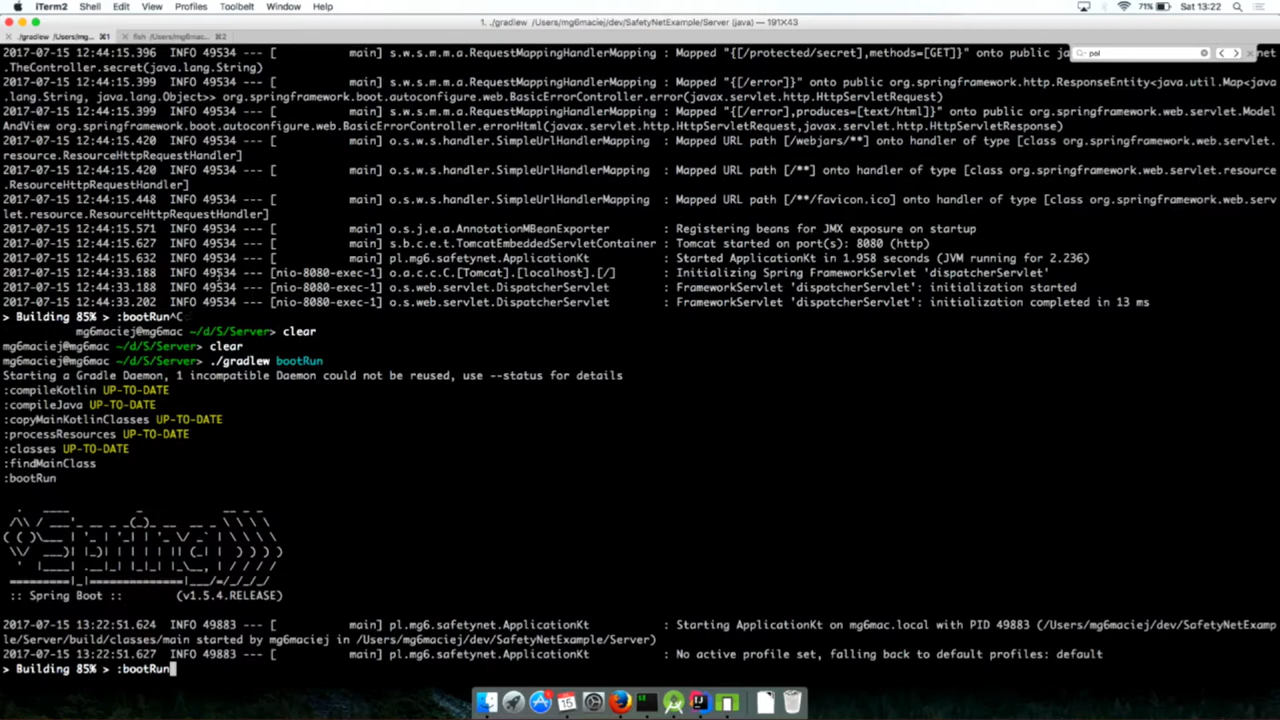 iTerm2 Shell Edit View Profiles Toolbelt Window Help 71% Sat 13:22
1. ./gradlew /Users/mg6maciej/dev/SafetyNetExample/Server (java) — 191×43
./gradlew /Users/mg... ⌘1 fish /Users/mg6maciej... ⌘2
2017-07-15 12:44:15.396 INFO 49534 --- [ main] s.w.s.m.m.a.RequestMappingHandlerMapping : Mapped "{[/protected/secret],methods=[GET]}" onto public
.TheController.secret(java.lang.String)
2017-07-15 12:44:15.399 INFO 49534 --- [ main] s.w.s.m.m.a.RequestMappingHandlerMapping : Mapped "{[/error]}" onto public org.springframework.http.ResponseEntity<java.util.Map<java
.lang.String, java.lang.Object>> org.springframework.boot.autoconfigure.web.BasicErrorController.error(javax.servlet.http.HttpServletRequest)
2017-07-15 12:44:15.399 INFO 49534 --- [ main] s.w.s.m.m.a.RequestMappingHandlerMapping : Mapped "{[/error],produces=[text/html]}" onto public org.springframework.web.servlet.Model
AndView org.springframework.boot.autoconfigure.web.BasicErrorController.errorHtml(javax.servlet.http.HttpServletRequest,javax.servlet.http.HttpServletResponse)
2017-07-15 12:44:15.420 INFO 49534 --- [ main] o.s.w.s.handler.SimpleUrlHandlerMapping : Mapped URL path [/webjars/**] onto handler of type [class org.springframework.web.servlet.
resource.ResourceHttpRequestHandler]
2017-07-15 12:44:15.420 INFO 49534 --- [ main] o.s.w.s.handler.SimpleUrlHandlerMapping : Mapped URL path [/**] onto handler of type [class org.springframework.web.servlet.resource
.ResourceHttpRequestHandler]
2017-07-15 12:44:15.448 INFO 49534 --- [ main] o.s.w.s.handler.SimpleUrlHandlerMapping : Mapped URL path [/**/favicon.ico] onto handler of type [class org.springframework.web.serv
let.resource.ResourceHttpRequestHandler]
2017-07-15 12:44:15.571 INFO 49534 --- [ main] o.s.j.e.a.AnnotationMBeanExporter : Registering beans for JMX exposure on startup
2017-07-15 12:44:15.627 INFO 49534 --- [ main] s.b.c.e.t.TomcatEmbeddedServletContainer : Tomcat started on port(s): 8080 (http)
2017-07-15 12:44:15.632 INFO 49534 --- [ main] pl.mg6.safetynet.ApplicationKt : Started ApplicationKt in 1.958 seconds (JVM running for 2.236)
2017-07-15 12:44:33.188 INFO 49534 --- [nio-8080-exec-1] o.a.c.c.C.[Tomcat].[localhost].[/] : Initializing Spring FrameworkServlet 'dispatcherServlet'
2017-07-15 12:44:33.188 INFO 49534 --- [nio-8080-exec-1] o.s.web.servlet.DispatcherServlet : FrameworkServlet 'dispatcherServlet': initialization started
2017-07-15 12:44:33.202 INFO 49534 --- [nio-8080-exec-1] o.s.web.servlet.DispatcherServlet : FrameworkServlet 'dispatcherServlet': initialization completed in 13 ms
> Building 85% > :bootRun^C
mg6maciej@mg6mac ~/d/S/Server> clear
mg6maciej@mg6mac ~/d/S/Server> clear
mg6maciej@mg6mac ~/d/S/Server> ./gradlew bootRun
Starting a Gradle Daemon, 1 incompatible Daemon could not be reused, use --status for details
:compileKotlin UP-TO-DATE
:compileJava UP-TO-DATE
:copyMainKotlinClasses UP-TO-DATE
:processResources UP-TO-DATE
:classes UP-TO-DATE
:findMainClass
:bootRun
Spring
:: Spring Boot :: (v1.5.4.RELEASE)
2017-07-15 13:22:51.624 INFO 49883 --- [ main] pl.mg6.safetynet.ApplicationKt : Starting ApplicationKt on mg6mac.local with PID 49883 (/Users/mg6maciej/dev/SafetyNetExamp
le/Server/build/classes/main started by mg6maciej in /Users/mg6maciej/dev/SafetyNetExample/Server)
2017-07-15 13:22:51.627 INFO 49883 --- [ main] pl.mg6.safetynet.ApplicationKt : No active profile set, falling back to default profiles: default
> Building 85% > :bootRun